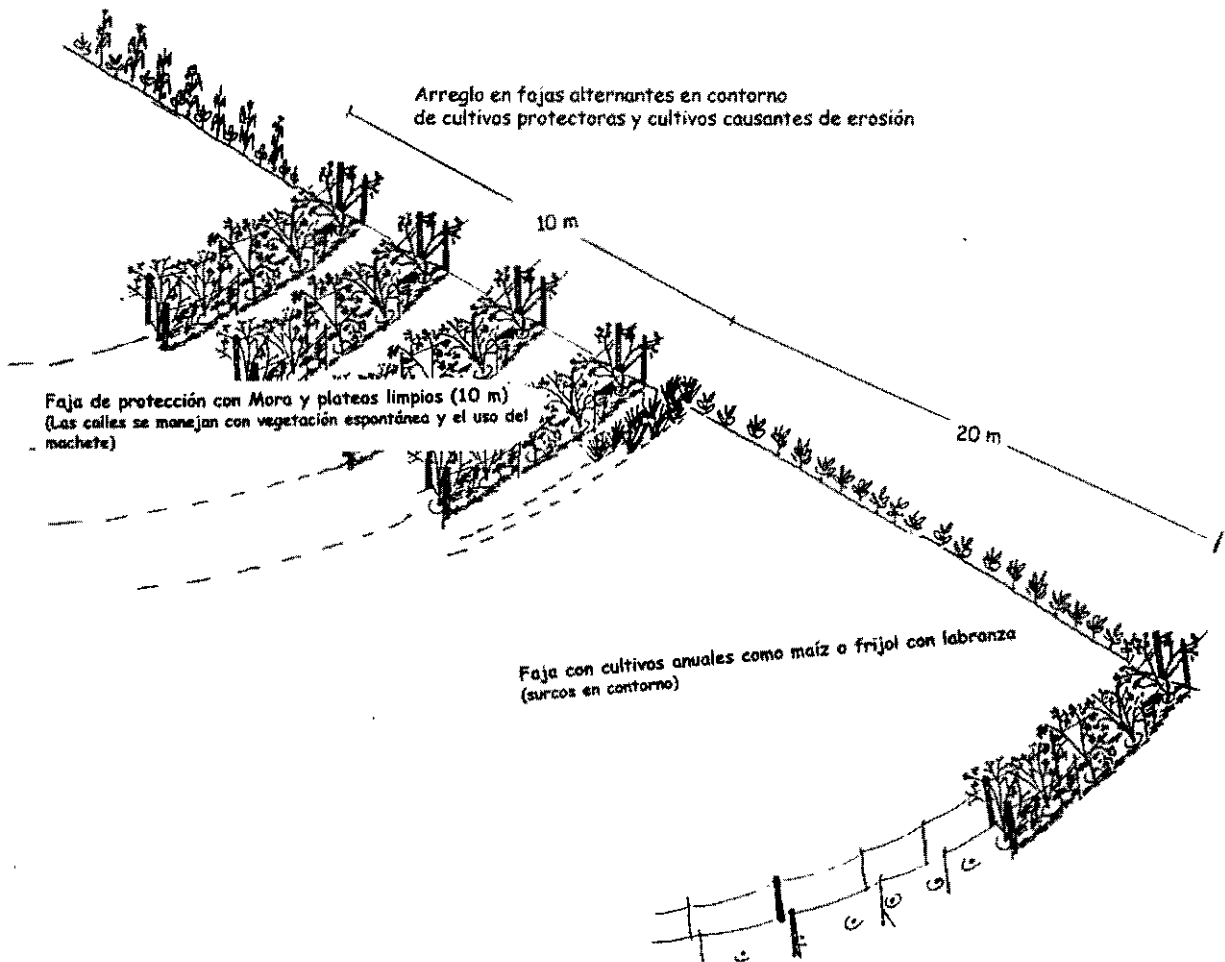 Arreglo en fajas alternantes en contorno
de cultivos protectoras y cultivos causantes de erosión
10 m
20 m
Faja de protección con Mora y plateos limpios (10 m)
(Las calles se manejan con vegetación espontánea y el uso del
machete)
Faja con cultivos anuales como maíz o frijol con labranza
(surcos en contorno)